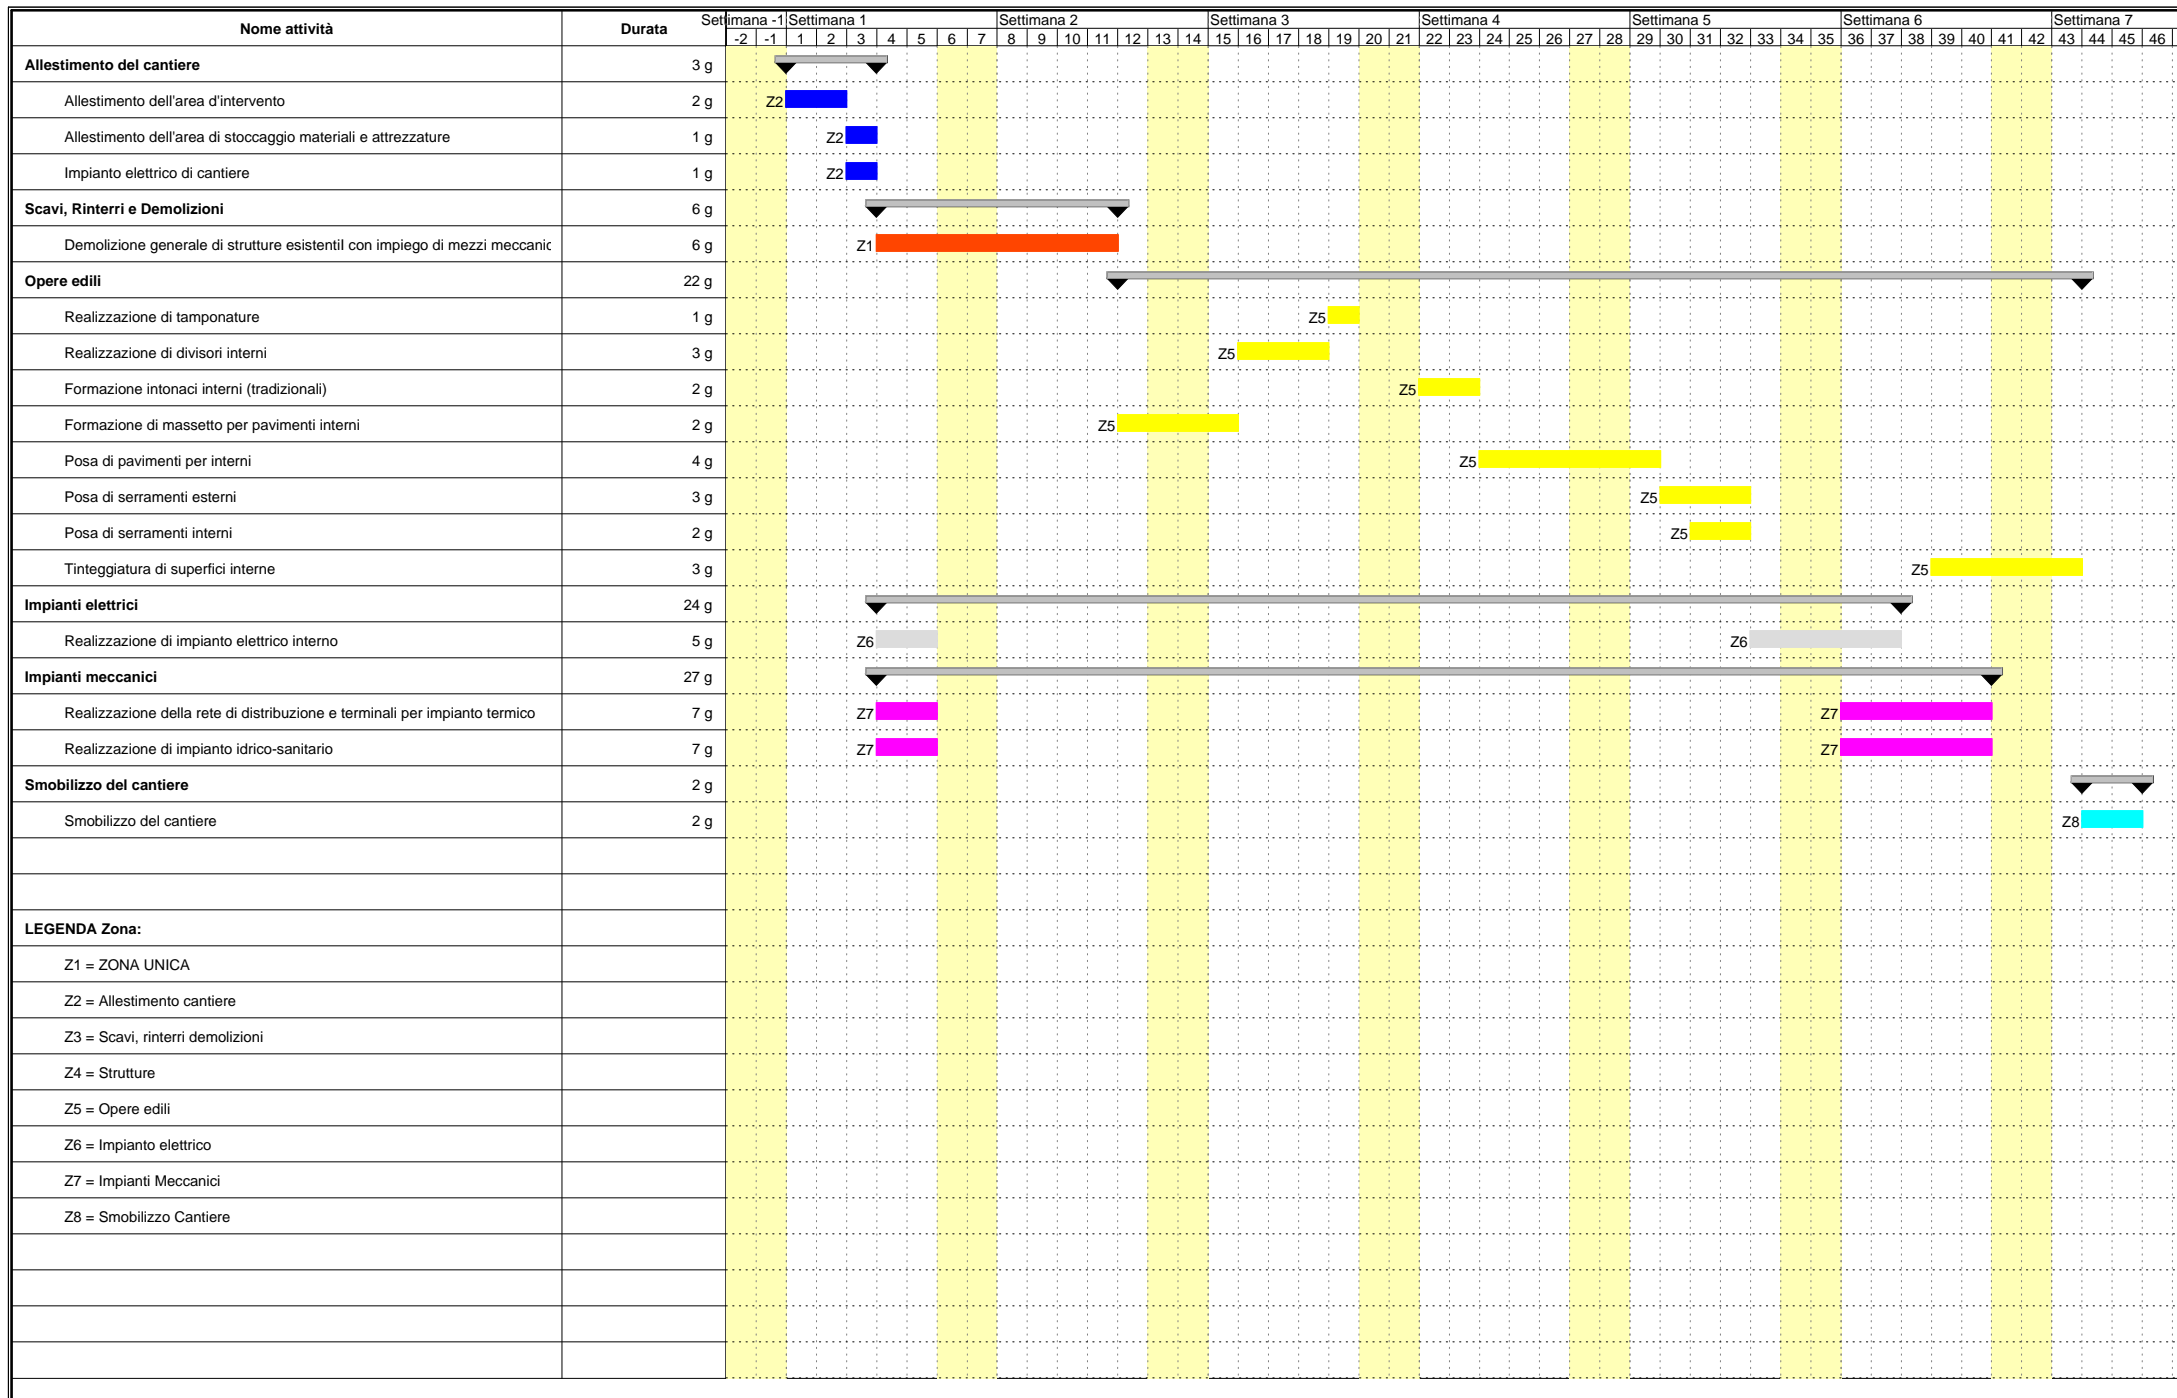 Settimana -1 Settimana 1 Settimana 2 Settimana 3 Settimana 4 Settimana 5 Settimana 6 Settimana 7
Nome attività Durata
-2 -1 1 2 3 4 5 6 7 8 9 10 11 12 13 14 15 16 17 18 19 20 21 22 23 24 25 26 27 28 29 30 31 32 33 34 35 36 37 38 39 40 41 42 43 44 45 46
Allestimento del cantiere 3 g
Allestimento dell'area d'intervento 2 g Z2
Allestimento dell'area di stoccaggio materiali e attrezzature 1 g Z2
Impianto elettrico di cantiere 1 g Z2
Scavi, Rinterri e Demolizioni 6 g
Demolizione generale di strutture esistentiI con impiego di mezzi meccanic 6 g Z1
Opere edili 22 g
Realizzazione di tamponature 1 g Z5
Realizzazione di divisori interni 3 g Z5
Formazione intonaci interni (tradizionali) 2 g Z5
Formazione di massetto per pavimenti interni 2 g Z5
Posa di pavimenti per interni 4 g Z5
Posa di serramenti esterni 3 g Z5
Posa di serramenti interni 2 g Z5
Tinteggiatura di superfici interne 3 g Z5
Impianti elettrici 24 g
Realizzazione di impianto elettrico interno 5 g Z6 Z6
Impianti meccanici 27 g
Realizzazione della rete di distribuzione e terminali per impianto termico 7 g Z7 Z7
Realizzazione di impianto idrico-sanitario 7 g Z7 Z7
Smobilizzo del cantiere 2 g
Smobilizzo del cantiere 2 g Z8
LEGENDA Zona:
Z1 = ZONA UNICA
Z2 = Allestimento cantiere
Z3 = Scavi, rinterri demolizioni
Z4 = Strutture
Z5 = Opere edili
Z6 = Impianto elettrico
Z7 = Impianti Meccanici
Z8 = Smobilizzo Cantiere